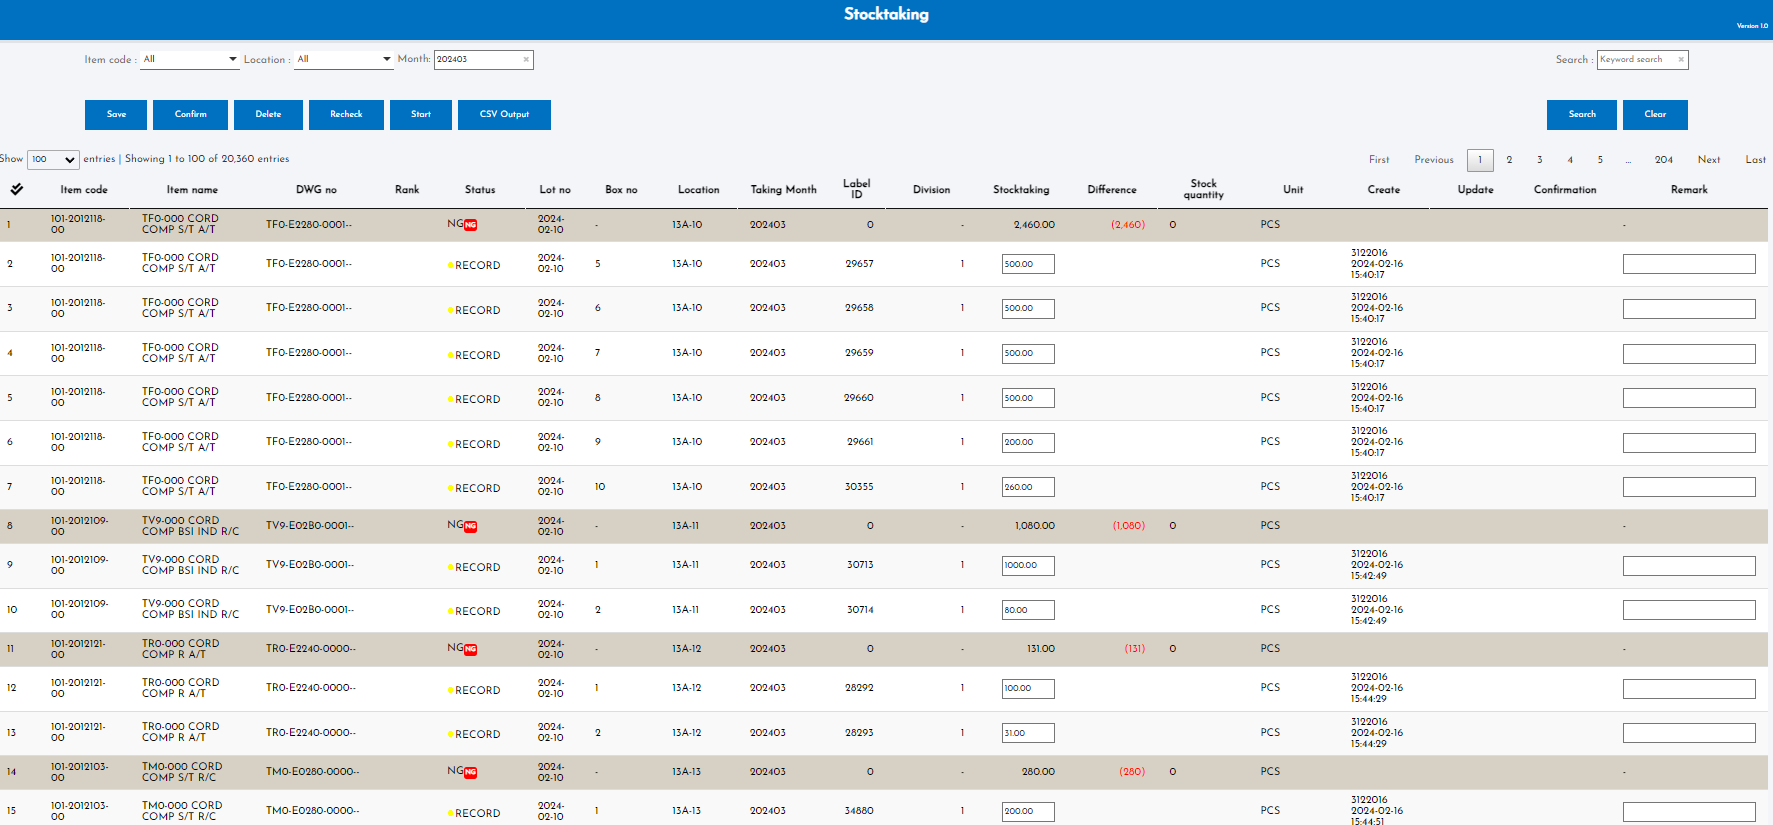 Stocktaking
Version 1.0
Item code : All Location : All Month: 202403 × Search : Keyword search ×
Save Confirm Delete Recheck Start CSV Output Search Clear
Show 100 entries | Showing 1 to 100 of 20,360 entries First Previous 1 2 3 4 5 ... 204 Next Last
Item code Item name DWG no Rank Status Lot no Box no Location Taking Month Label ID Division Stocktaking Difference Stock quantity Unit Create Update Confirmation Remark
1 101-2012118-00 TF0-000 CORD COMP S/T A/T TF0-E2280-0001-- NG NG 2024-02-10 - 13A-10 202403 0 - 2,460.00 (2,460) 0 PCS -
2 101-2012118-00 TF0-000 CORD COMP S/T A/T TF0-E2280-0001-- RECORD 2024-02-10 5 13A-10 202403 29657 1 500.00 PCS 3122016 2024-02-16 15:40:17
3 101-2012118-00 TF0-000 CORD COMP S/T A/T TF0-E2280-0001-- RECORD 2024-02-10 6 13A-10 202403 29658 1 500.00 PCS 3122016 2024-02-16 15:40:17
4 101-2012118-00 TF0-000 CORD COMP S/T A/T TF0-E2280-0001-- RECORD 2024-02-10 7 13A-10 202403 29659 1 500.00 PCS 3122016 2024-02-16 15:40:17
5 101-2012118-00 TF0-000 CORD COMP S/T A/T TF0-E2280-0001-- RECORD 2024-02-10 8 13A-10 202403 29660 1 500.00 PCS 3122016 2024-02-16 15:40:17
6 101-2012118-00 TF0-000 CORD COMP S/T A/T TF0-E2280-0001-- RECORD 2024-02-10 9 13A-10 202403 29661 1 200.00 PCS 3122016 2024-02-16 15:40:17
7 101-2012118-00 TF0-000 CORD COMP S/T A/T TF0-E2280-0001-- RECORD 2024-02-10 10 13A-10 202403 30355 1 260.00 PCS 3122016 2024-02-16 15:40:17
8 101-2012109-00 TV9-000 CORD COMP BSI IND R/C TV9-E02B0-0001-- NG NG 2024-02-10 - 13A-11 202403 0 - 1,080.00 (1,080) 0 PCS -
9 101-2012109-00 TV9-000 CORD COMP BSI IND R/C TV9-E02B0-0001-- RECORD 2024-02-10 1 13A-11 202403 30713 1 1000.00 PCS 3122016 2024-02-16 15:42:49
10 101-2012109-00 TV9-000 CORD COMP BSI IND R/C TV9-E02B0-0001-- RECORD 2024-02-10 2 13A-11 202403 30714 1 80.00 PCS 3122016 2024-02-16 15:42:49
11 101-2012121-00 TR0-000 CORD COMP R A/T TR0-E2240-0000-- NG NG 2024-02-10 - 13A-12 202403 0 - 131.00 (131) 0 PCS -
12 101-2012121-00 TR0-000 CORD COMP R A/T TR0-E2240-0000-- RECORD 2024-02-10 1 13A-12 202403 28292 1 100.00 PCS 3122016 2024-02-16 15:44:29
13 101-2012121-00 TR0-000 CORD COMP R A/T TR0-E2240-0000-- RECORD 2024-02-10 2 13A-12 202403 28293 1 31.00 PCS 3122016 2024-02-16 15:44:29
14 101-2012103-00 TM0-000 CORD COMP S/T R/C TM0-E0280-0000-- NG NG 2024-02-10 - 13A-13 202403 0 - 280.00 (280) 0 PCS -
15 101-2012103-00 TM0-000 CORD COMP S/T R/C TM0-E0280-0000-- RECORD 2024-02-10 1 13A-13 202403 34880 1 200.00 PCS 3122016 2024-02-16 15:44:51